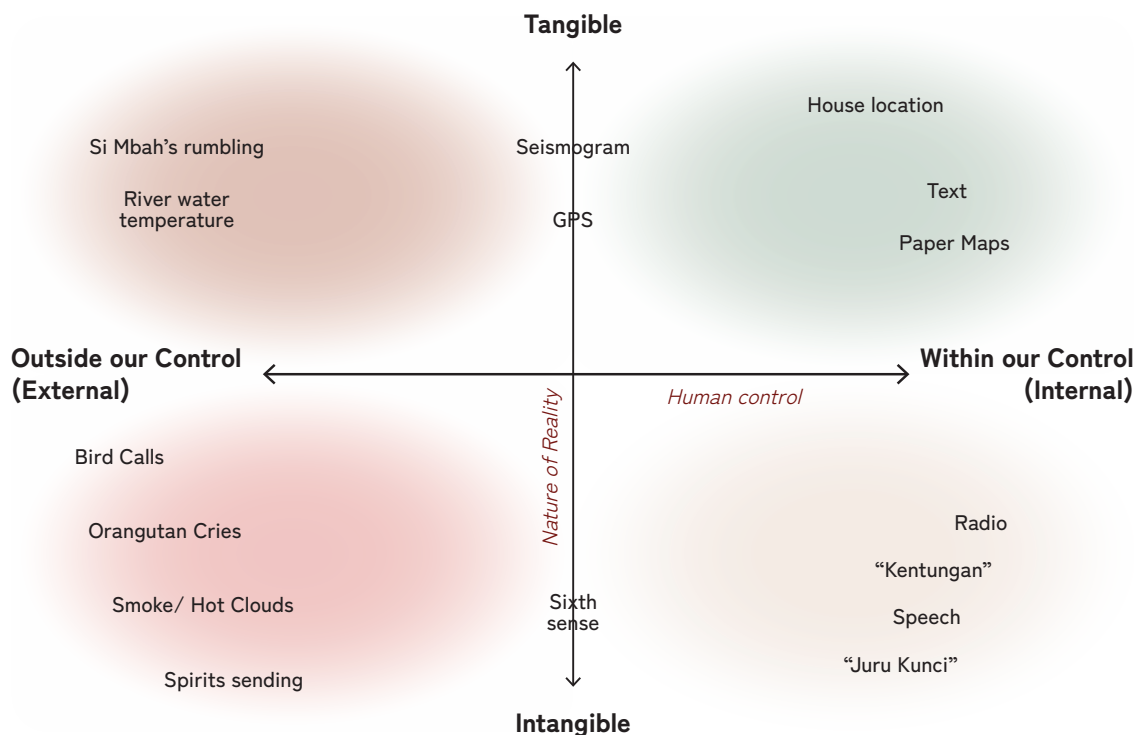 Tangible
House location
Si Mbah’s rumbling
Seismogram
River water
temperature
GPS
Text
Paper Maps
Outside our Control
(External)
Within our Control
(Internal)
Human control
Nature of Reality
Bird Calls
Orangutan Cries
Smoke/ Hot Clouds
Spirits sending
Sixth
sense
Radio
“Kentungan”
Speech
“Juru Kunci”
Intangible